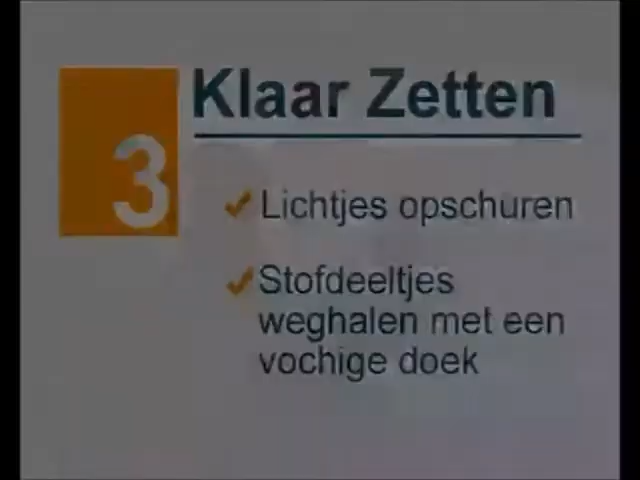 3
Klaar Zetten
Lichtjes opschuren
Stofdeeltjes
weghalen met een
vochige doek